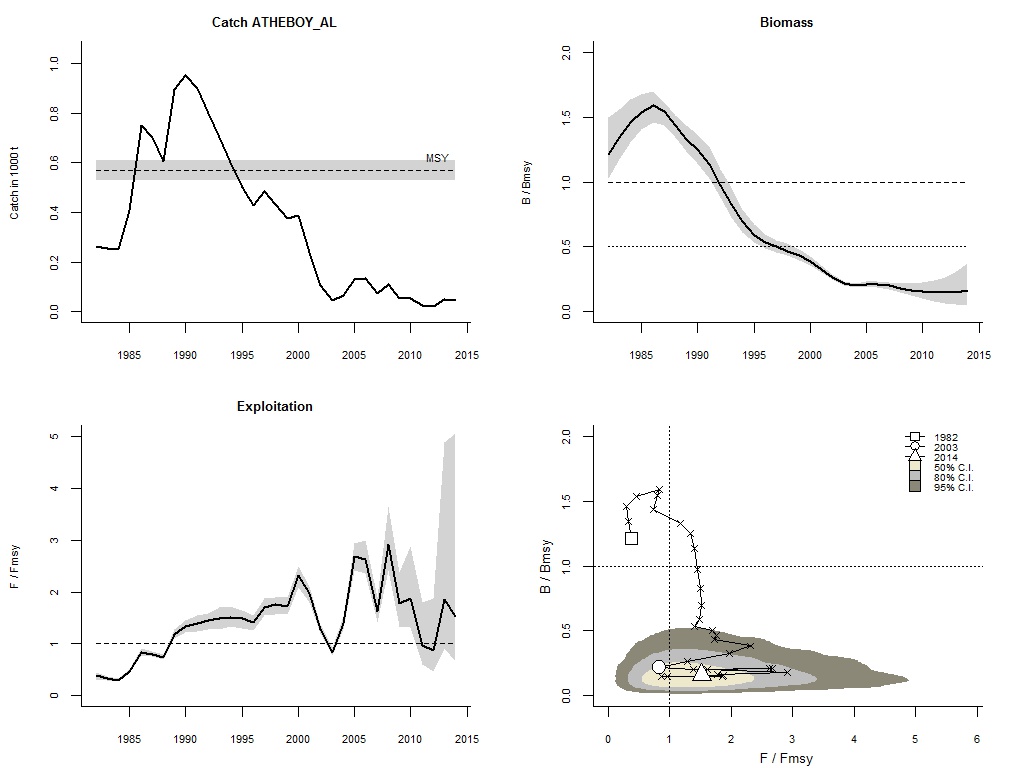 Catch ATHEBOY_AL
Catch in 1000 t
1.0
0.8
0.6
0.4
0.2
0.0
MSY
1985 1990 1995 2000 2005 2010 2015
Biomass
B / Bmsy
2.0
1.5
1.0
0.5
0.0
1985 1990 1995 2000 2005 2010 2015
Exploitation
F / Fmsy
5
4
3
2
1
0
1985 1990 1995 2000 2005 2010 2015
B / Bmsy
2.0
1.5
1.0
0.5
0.0
1982
2003
2014
50% C.I.
80% C.I.
95% C.I.
0 1 2 3 4 5 6
F / Fmsy